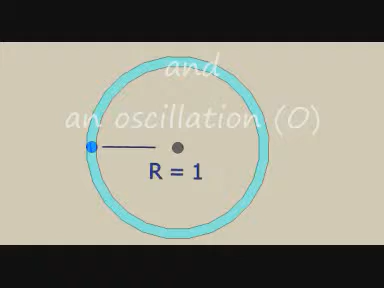 and
an oscillation (O)
R = 1